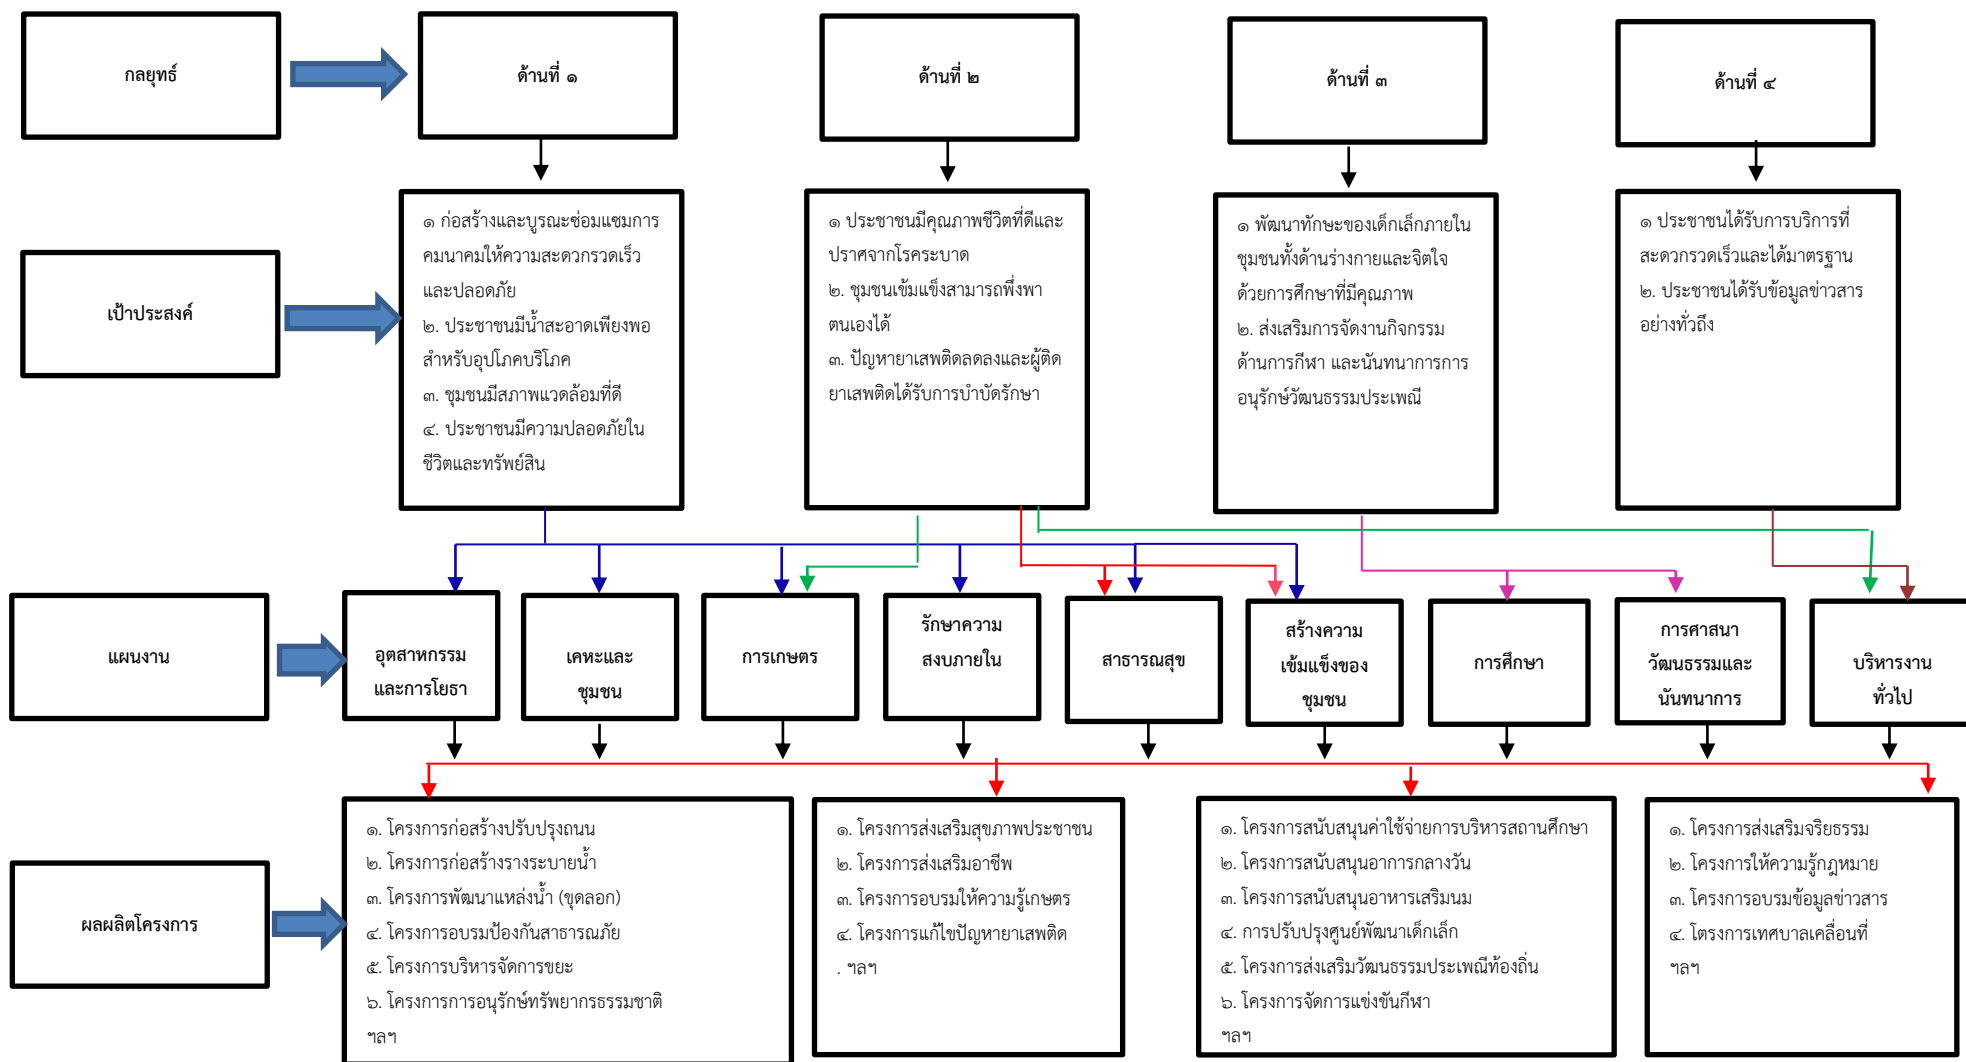 กลยุทธ์
ด้านที่ ๑
ด้านที่ ๒
ด้านที่ ๓
ด้านที่ ๔
เป้าประสงค์
๑ ก่อสร้างและบูรณะซ่อมแซมการ
คมนาคมให้ความสะดวกรวดเร็ว
และปลอดภัย
๒. ประชาชนมีน้ำสะอาดเพียงพอ
สำหรับอุปโภคบริโภค
๓. ชุมชนมีสภาพแวดล้อมที่ดี
๔. ประชาชนมีความปลอดภัยใน
ชีวิตและทรัพย์สิน
๑ ประชาชนมีคุณภาพชีวิตที่ดีและ
ปราศจากโรคระบาด
๒. ชุมชนเข้มแข็งสามารถพึ่งพา
ตนเองได้
๓. ปัญหายาเสพติดลดลงและผู้ติด
ยาเสพติดได้รับการบำบัดรักษา
๑ พัฒนาทักษะของเด็กเล็กภายใน
ชุมชนทั้งด้านร่างกายและจิตใจ
ด้วยการศึกษาที่มีคุณภาพ
๒. ส่งเสริมการจัดงานกิจกรรม
ด้านการกีฬา และนันทนาการการ
อนุรักษ์วัฒนธรรมประเพณี
๑ ประชาชนได้รับการบริการที่
สะดวกรวดเร็วและได้มาตรฐาน
๒. ประชาชนได้รับข้อมูลข่าวสาร
อย่างทั่วถึง
แผนงาน
อุตสาหกรรม
และการโยธา
เคหะและ
ชุมชน
การเกษตร
รักษาความ
สงบภายใน
สาธารณสุข
สร้างความ
เข้มแข็งของ
ชุมชน
การศึกษา
การศาสนา
วัฒนธรรมและ
นันทนาการ
บริหารงาน
ทั่วไป
ผลผลิตโครงการ
๑. โครงการก่อสร้างปรับปรุงถนน
๒. โครงการก่อสร้างรางระบายน้ำ
๓. โครงการพัฒนาแหล่งน้ำ (ขุดลอก)
๔. โครงการอบรมป้องกันสาธารณภัย
๕. โครงการบริหารจัดการขยะ
๖. โครงการการอนุรักษ์ทรัพยากรธรรมชาติ
ฯลฯ
๑. โครงการส่งเสริมสุขภาพประชาชน
๒. โครงการส่งเสริมอาชีพ
๓. โครงการอบรมให้ความรู้เกษตร
๔. โครงการแก้ไขปัญหายาเสพติด
. ฯลฯ
๑. โครงการสนับสนุนค่าใช้จ่ายการบริหารสถานศึกษา
๒. โครงการสนับสนุนอาการกลางวัน
๓. โครงการสนับสนุนอาหารเสริมนม
๔. การปรับปรุงศูนย์พัฒนาเด็กเล็ก
๕. โครงการส่งเสริมวัฒนธรรมประเพณีท้องถิ่น
๖. โครงการจัดการแข่งขันกีฬา
ฯลฯ
๑. โครงการส่งเสริมจริยธรรม
๒. โครงการให้ความรู้กฎหมาย
๓. โครงการอบรมข้อมูลข่าวสาร
๔. โตรงการเทศบาลเคลื่อนที่
ฯลฯ